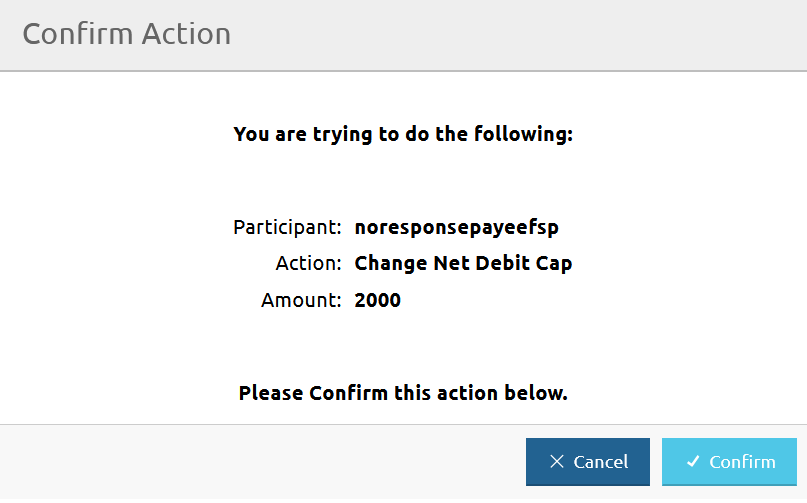 Confirm Action
You are trying to do the following:
Participant: noresponsepayeefsp
Action: Change Net Debit Cap
Amount: 2000
Please Confirm this action below.
Cancel Confirm